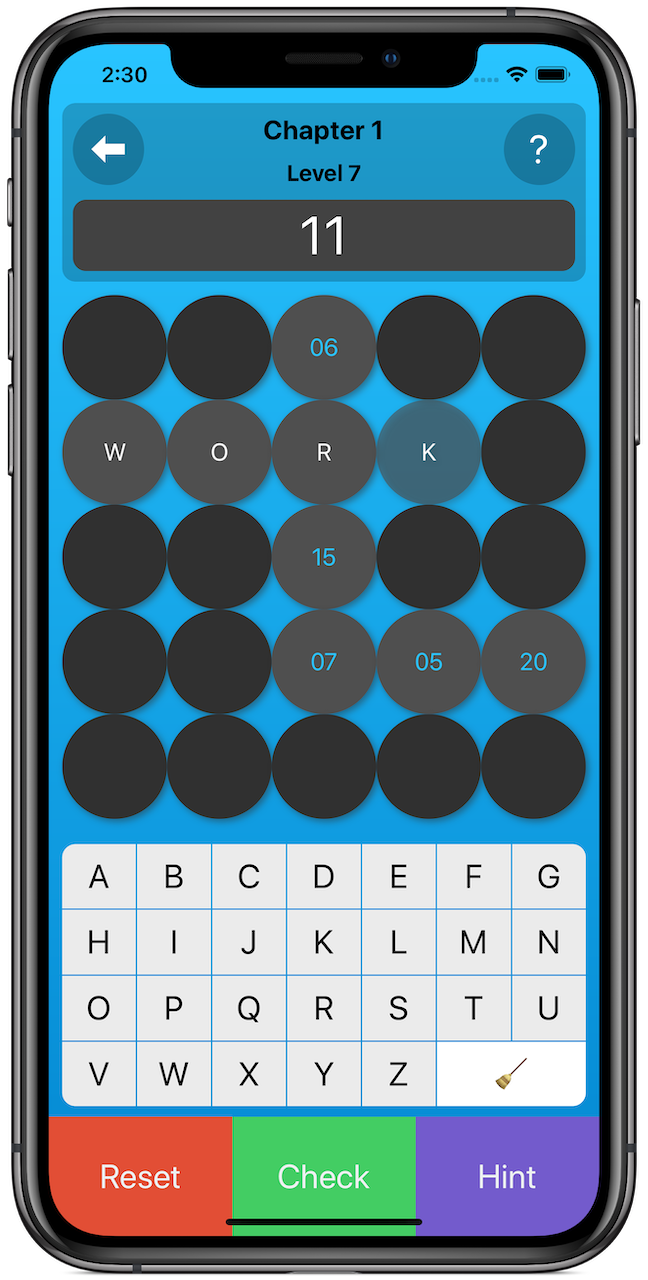 2:30
Chapter 1
?
Level 7
11
06
W O R K
15
07 05 20
A B C D E F G
H I J K L M N
O P Q R S T U
V W X Y Z
Reset Check Hint